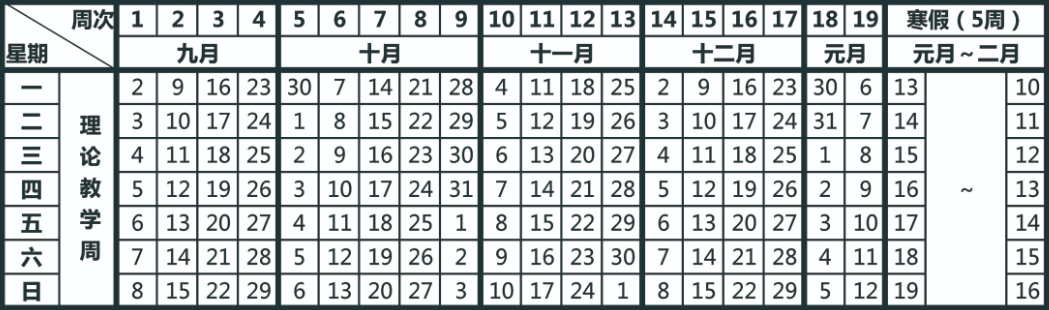 周次 1 2 3 4 5 6 7 8 9 10 11 12 13 14 15 16 17 18 19 寒假（5周）
星期 九月 十月 十一月 十二月 元月 元月～二月
一 2 9 16 23 30 7 14 21 28 4 11 18 25 2 9 16 23 30 6 13 10
二 3 10 17 24 1 8 15 22 29 5 12 19 26 3 10 17 24 31 7 14 11
三 4 11 18 25 2 9 16 23 30 6 13 20 27 4 11 18 25 1 8 15 12
四 5 12 19 26 3 10 17 24 31 7 14 21 28 5 12 19 26 2 9 16 ~ 13
五 6 13 20 27 4 11 18 25 1 8 15 22 29 6 13 20 27 3 10 17 14
六 7 14 21 28 5 12 19 26 2 9 16 23 30 7 14 21 28 4 11 18 15
日 8 15 22 29 6 13 20 27 3 10 17 24 1 8 15 22 29 5 12 19 16
理论教学周